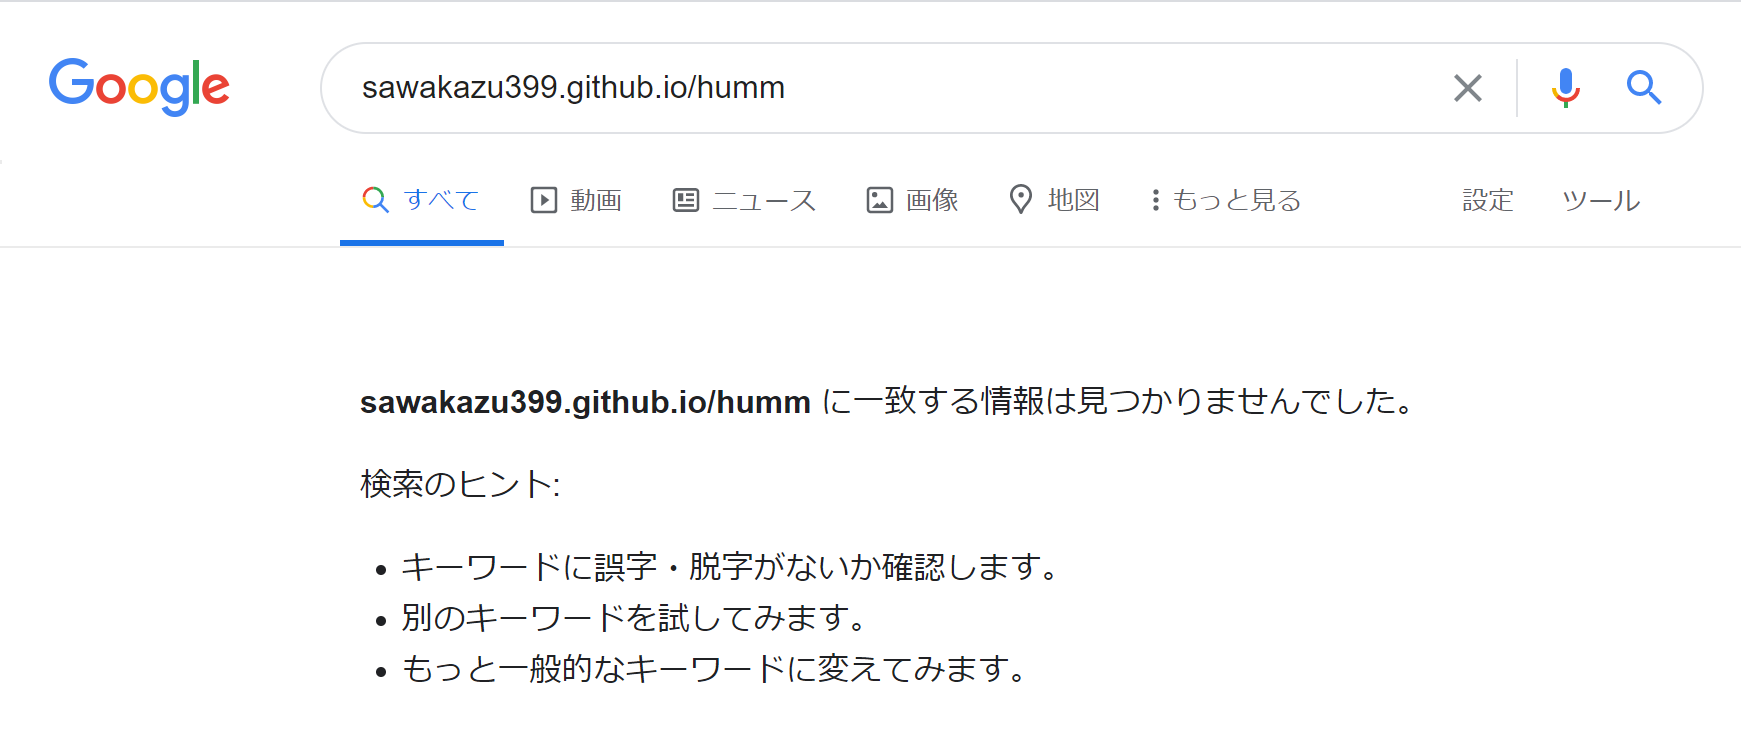 Google
sawakazu399.github.io/humm
すべて 動画 ニュース 画像 地図 もっと見る 設定 ツール
sawakazu399.github.io/humm に一致する情報は見つかりませんでした。
検索のヒント:
キーワードに誤字・脱字がないか確認します。
別のキーワードを試してみます。
もっと一般的なキーワードに変えてみます。